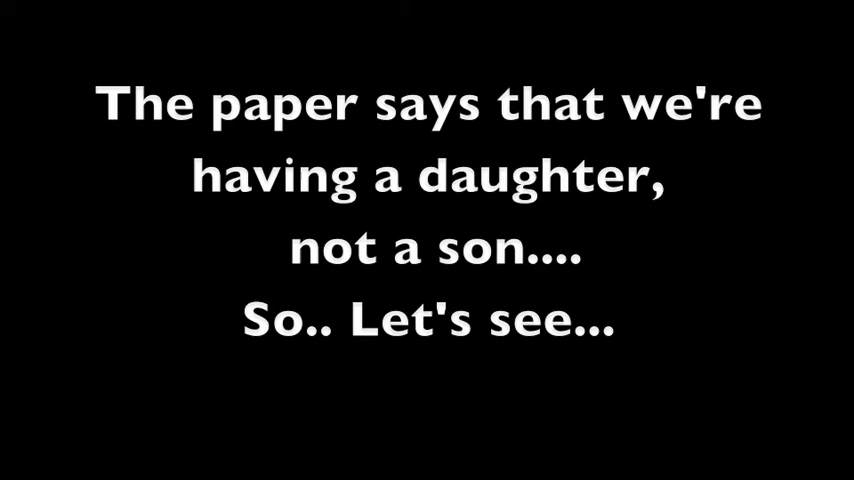 The paper says that we're
having a daughter,
not a son....
So.. Let's see...